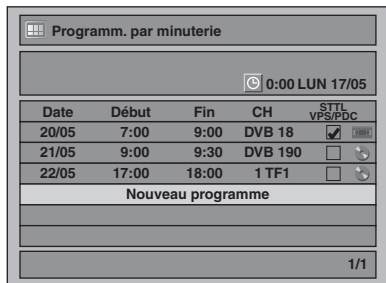 Programm. par minuterie
0:00 LUN 17/05
Date Début Fin CH STTL VPS/PDC
20/05 7:00 9:00 DVB 18
21/05 9:00 9:30 DVB 190
22/05 17:00 18:00 1 TF1
Nouveau programme
1/1